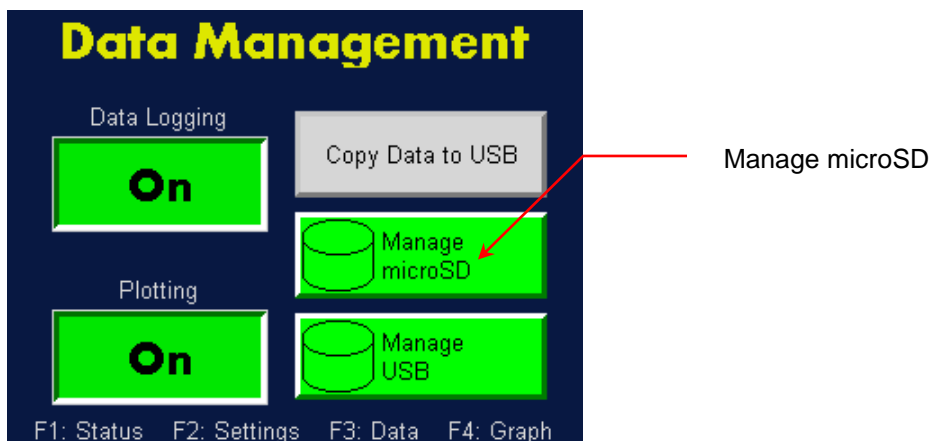 Data Management
Data Logging
On
Copy Data to USB
Manage microSD
Manage
microSD
Plotting
On
Manage
USB
F1: Status F2: Settings F3: Data F4: Graph